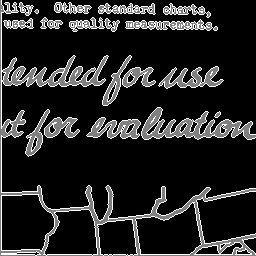 lity. Other standard charts,
used for quality measurements.
tended for use
t for evaluation